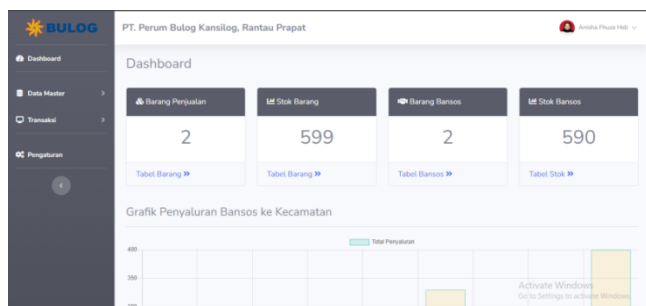 BULOG
PT. Perum Bulog Kansilog, Rantau Prapat
Dashboard
Data Master
Transaksi
Pengaturan
Dashboard
Barang Penjualan
2
Tabel Barang »
Stok Barang
599
Tabel Barang »
Barang Bansos
2
Tabel Bansos »
Stok Bansos
590
Tabel Stok »
Grafik Penyaluran Bansos ke Kecamatan
Total Penyaluran
400
350
Activate Windows
Go to Settings to activate Windows.